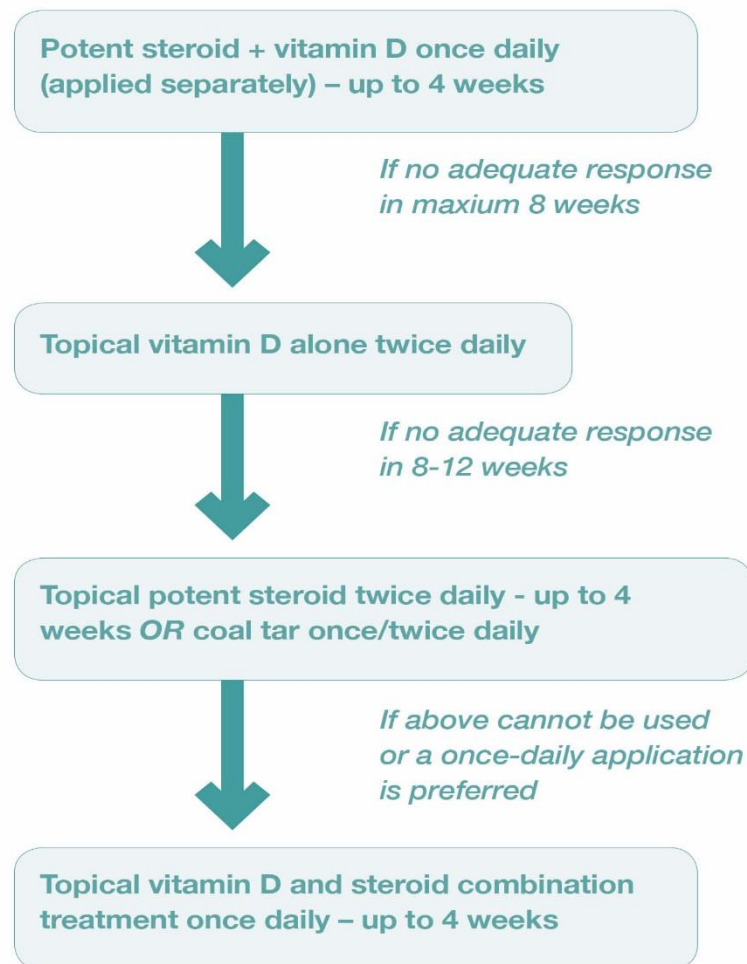 Potent steroid + vitamin D once daily
(applied separately) – up to 4 weeks
If no adequate response
in maxium 8 weeks
Topical vitamin D alone twice daily
If no adequate response
in 8-12 weeks
Topical potent steroid twice daily - up to 4
weeks OR coal tar once/twice daily
If above cannot be used
or a once-daily application
is preferred
Topical vitamin D and steroid combination
treatment once daily – up to 4 weeks